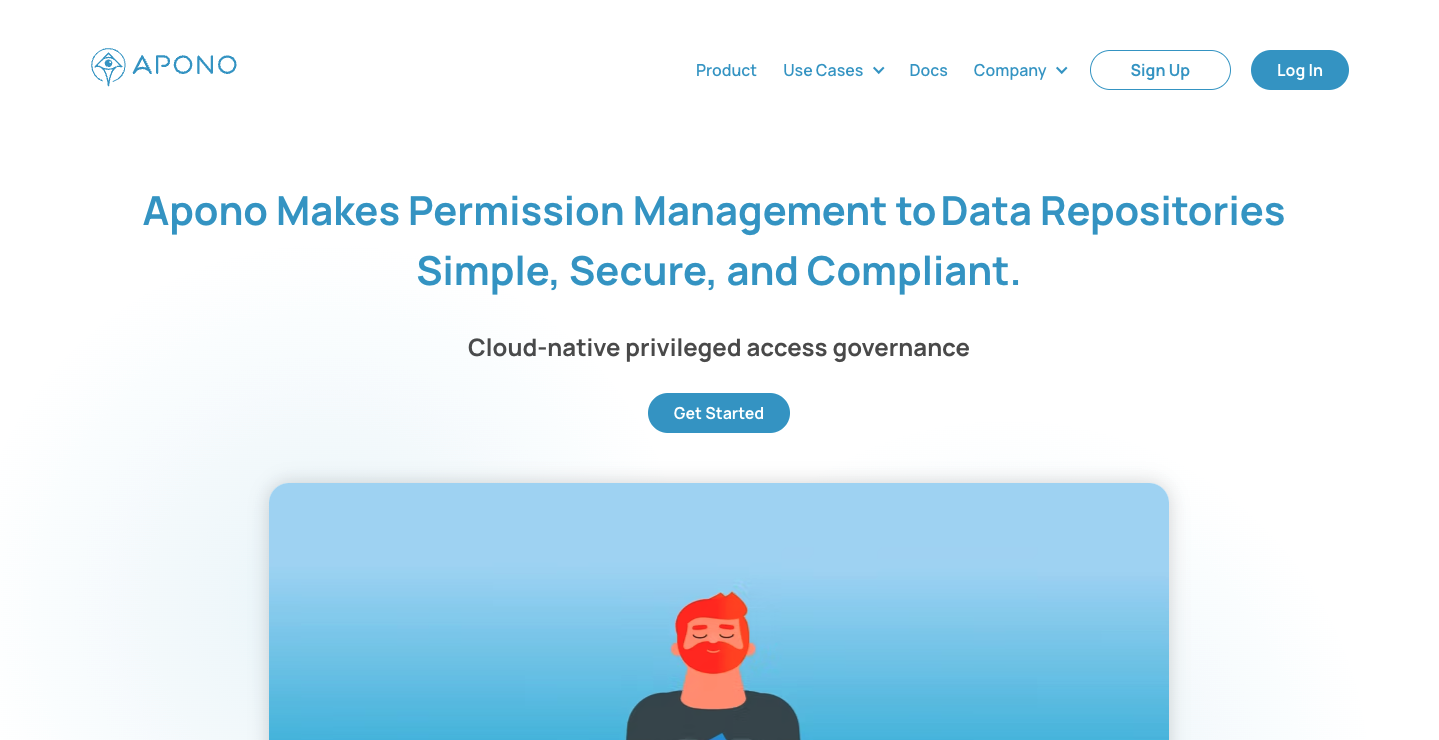 APONO
Product
Use Cases
Docs
Company
Sign Up
Log In
Apono Makes Permission Management to Data Repositories
Simple, Secure, and Compliant.
Cloud-native privileged access governance
Get Started